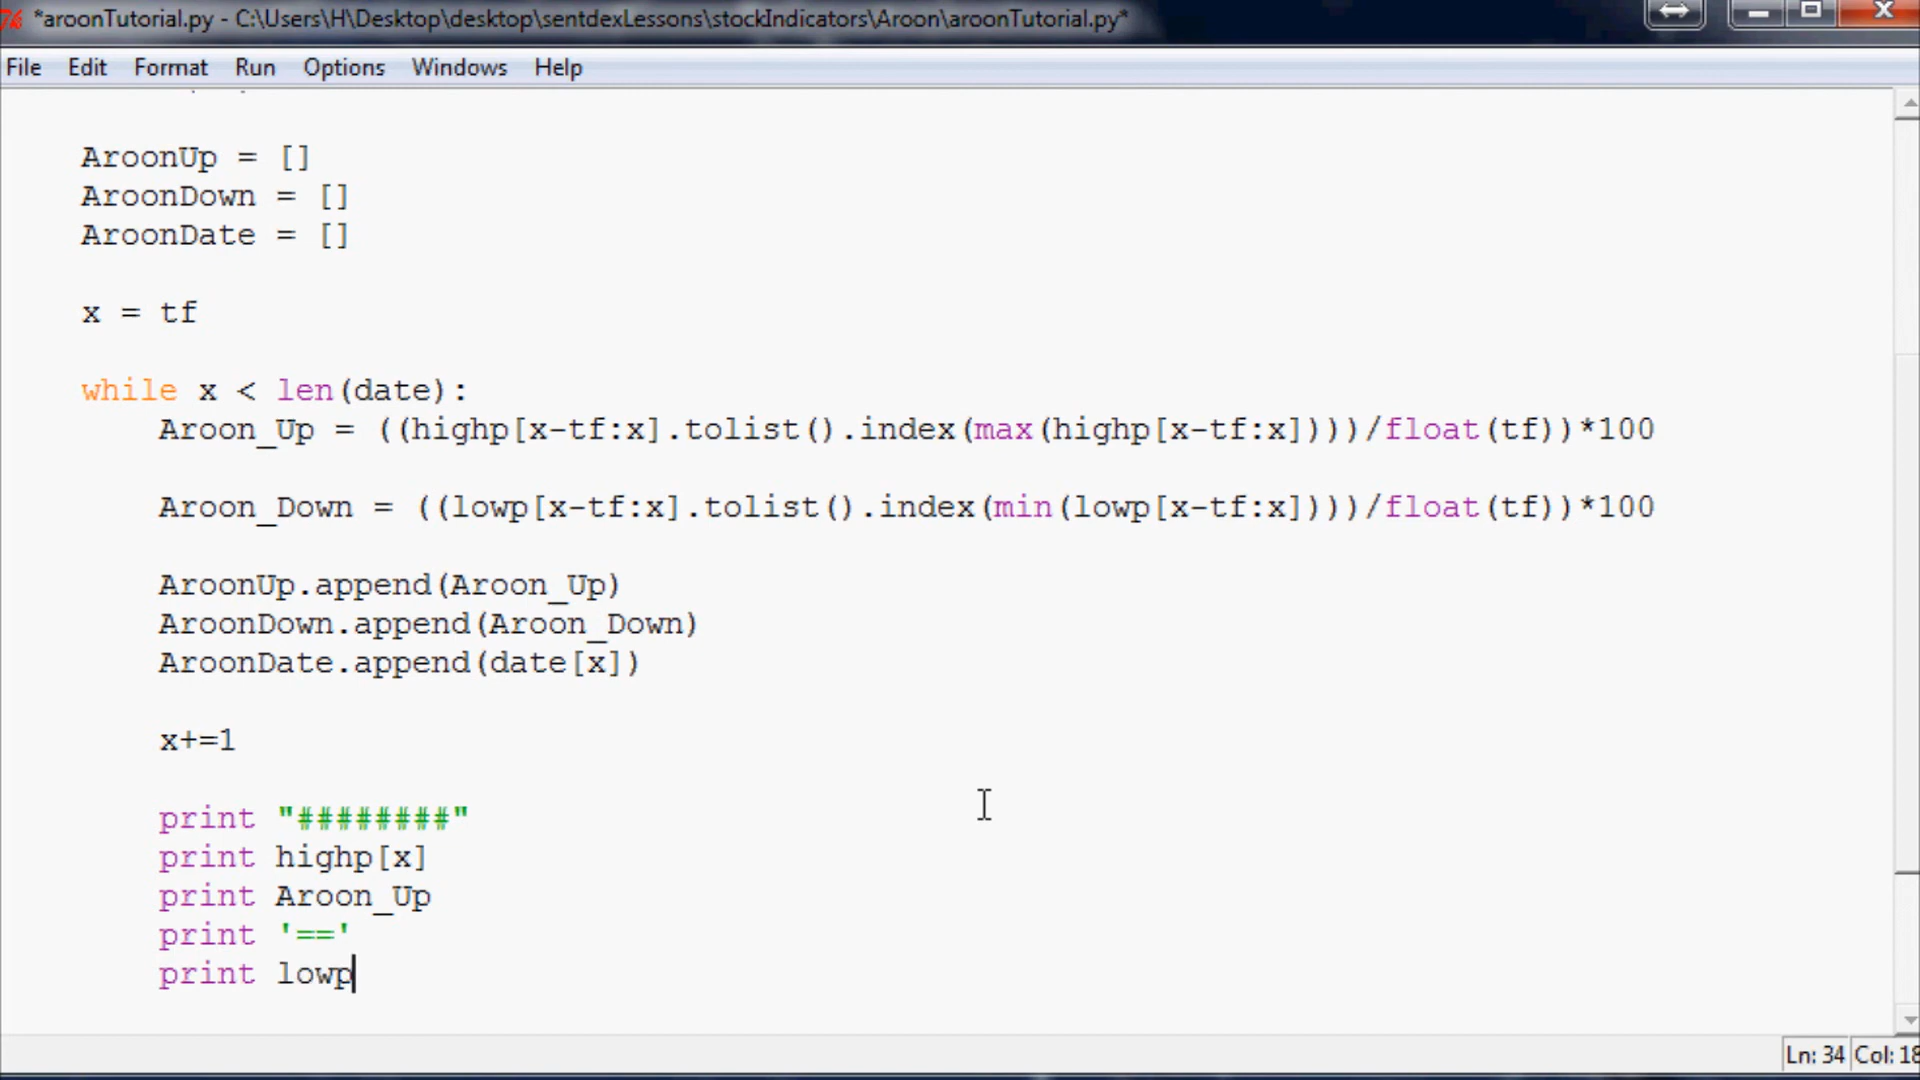 *aroonTutorial.py - C:\Users\H\Desktop\desktop\sentdexLessons\stockIndicators\Aroon\aroonTutorial.py*
File Edit Format Run Options Windows Help
AroonUp = []
AroonDown = []
AroonDate = []
x = tf
while x < len(date):
Aroon_Up = ((highp[x-tf:x].tolist().index(max(highp[x-tf:x])))/float(tf))*100
Aroon_Down = ((lowp[x-tf:x].tolist().index(min(lowp[x-tf:x])))/float(tf))*100
AroonUp.append(Aroon_Up)
AroonDown.append(Aroon_Down)
AroonDate.append(date[x])
x+=1
print "########"
print highp[x]
print Aroon_Up
print '=='
print lowp
Ln: 34 Col: 18